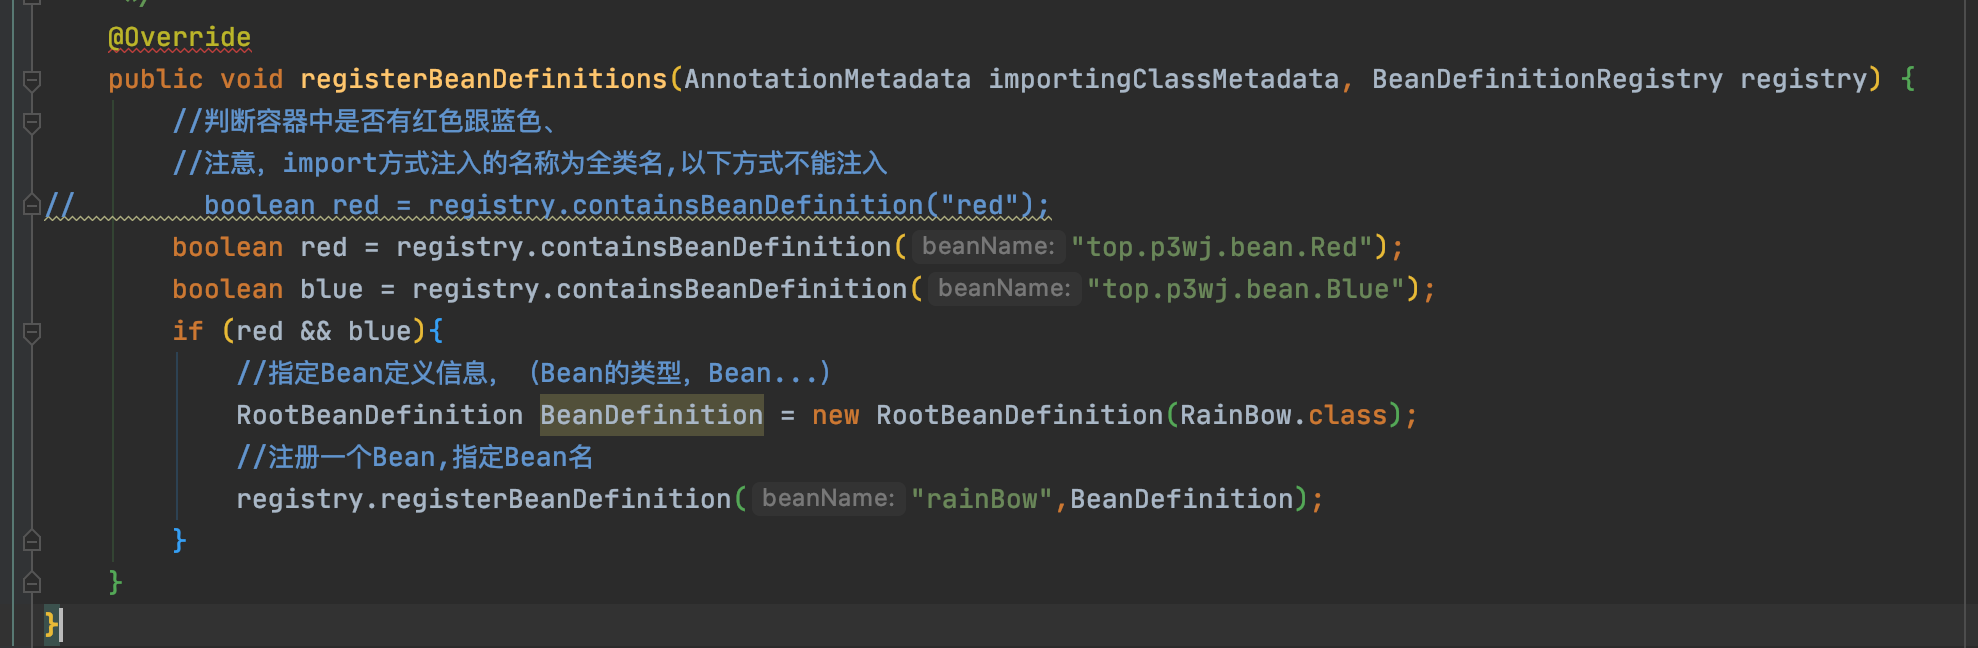 */
@Override
public void registerBeanDefinitions(AnnotationMetadata importingClassMetadata, BeanDefinitionRegistry registry) {
//判断容器中是否有红色跟蓝色、
//注意，import方式注入的名称为全类名,以下方式不能注入
//        boolean red = registry.containsBeanDefinition("red");
boolean red = registry.containsBeanDefinition( beanName: "top.p3wj.bean.Red");
boolean blue = registry.containsBeanDefinition( beanName: "top.p3wj.bean.Blue");
if (red && blue){
//指定Bean定义信息，（Bean的类型，Bean...）
RootBeanDefinition BeanDefinition = new RootBeanDefinition(RainBow.class);
//注册一个Bean,指定Bean名
registry.registerBeanDefinition( beanName: "rainBow",BeanDefinition);
}
}
}